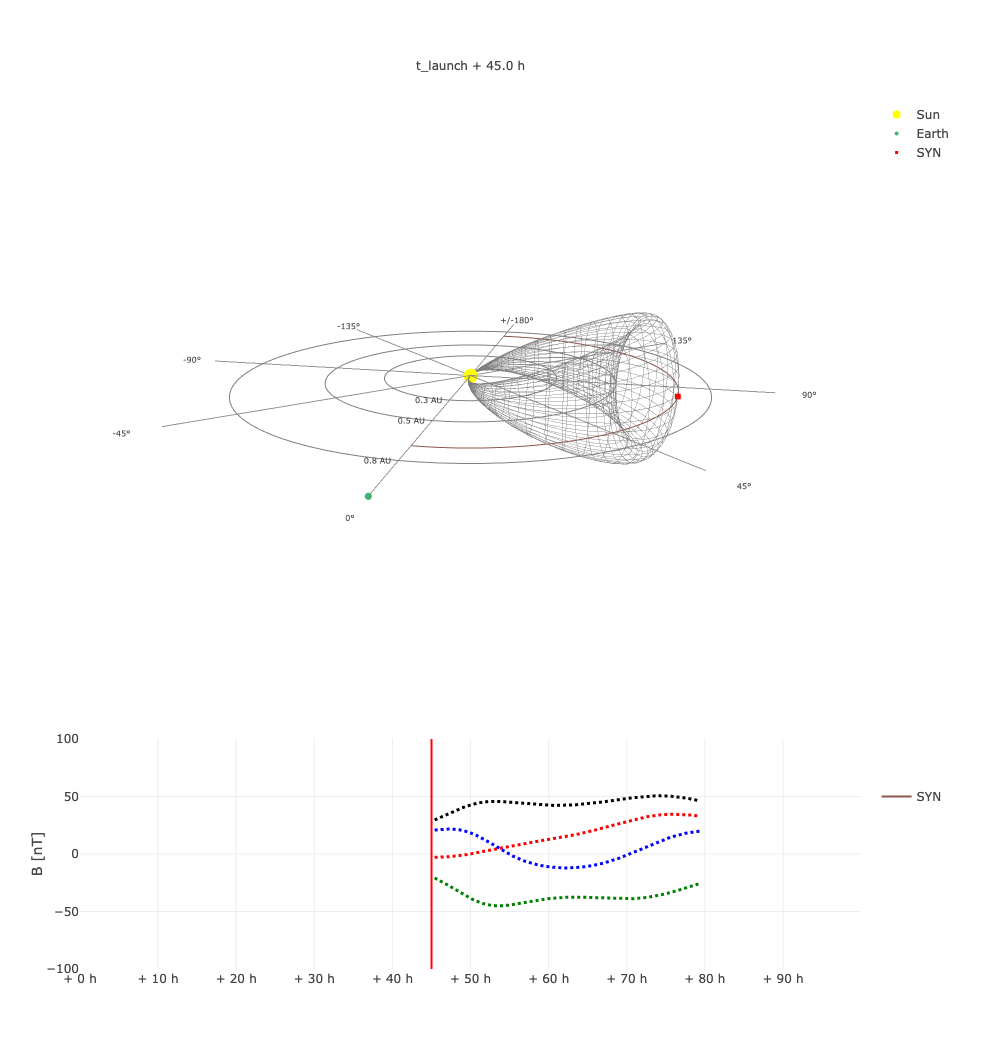 t_launch + 45.0 h
Sun
Earth
SYN
+/-180°
-135°
135°
-90°
90°
0.3 AU
0.5 AU
-45°
0.8 AU
45°
0°
100
50
0
−50
−100
B [nT]
SYN
+ 0 h
+ 10 h
+ 20 h
+ 30 h
+ 40 h
+ 50 h
+ 60 h
+ 70 h
+ 80 h
+ 90 h